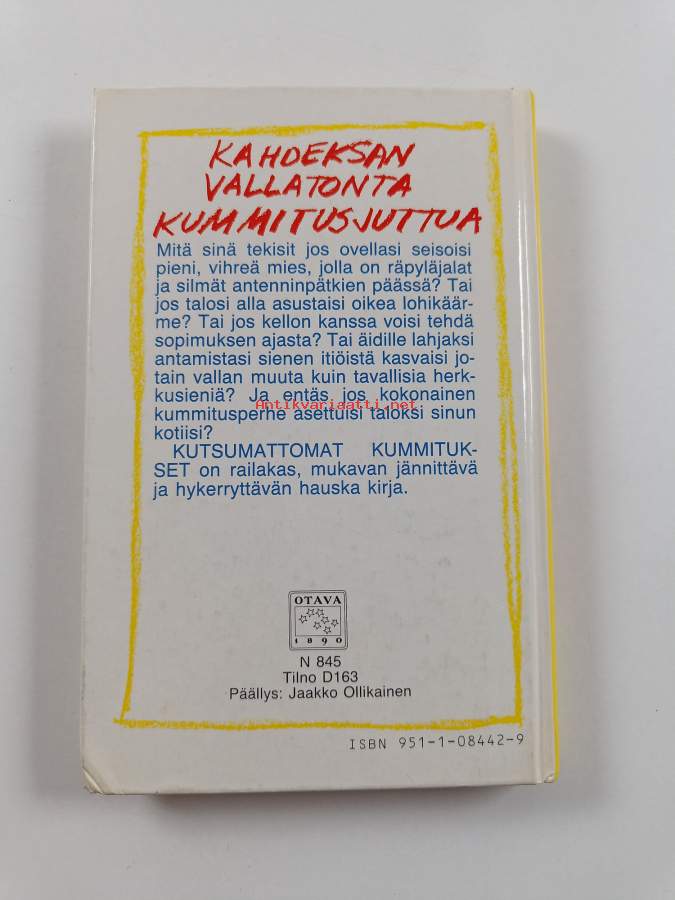 KAHDEKSAN
VALLATONTA
KUMMITUSJUTTUA
Mitä sinä tekisit jos ovellasi seisoisi
pieni, vihreä mies, jolla on räpyläjalat
ja silmät antenninpätkien päässä? Tai
jos talosi alla asustaisi oikea lohikäär-
me? Tai jos kellon kanssa voisi tehdä
sopimuksen ajasta? Tai äidille lahjaksi
antamistasi sienen itiöistä kasvaisi jo-
tain vallan muuta kuin tavallisia herk-
kusieniä? Ja entäs jos kokonainen
Antikvariaatti.net
kummitusperhe asettuisi taloksi sinun
kotiisi?
KUTSUMATTOMAT KUMMITUK-
SET on railakas, mukavan jännittävä
ja hykerryttävän hauska kirja.
OTAVA
1890
N 845
Tilno D163
Päällys: Jaakko Ollikainen
ISBN 951-1-08442-9